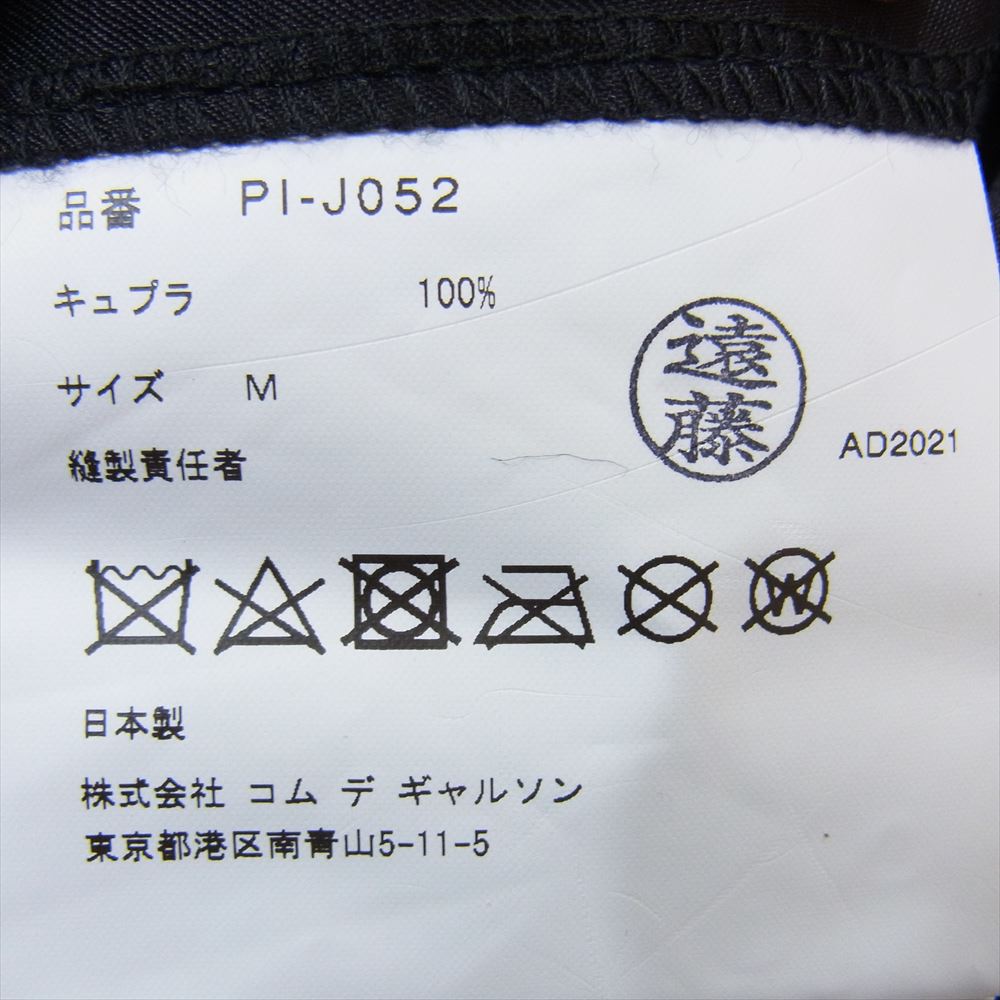 品番 PI-J052
キュプラ 100%
サイズ M
縫製責任者
遠藤
AD2021
W
日本製
株式会社 コム デ ギャルソン
東京都港区南青山5-11-5